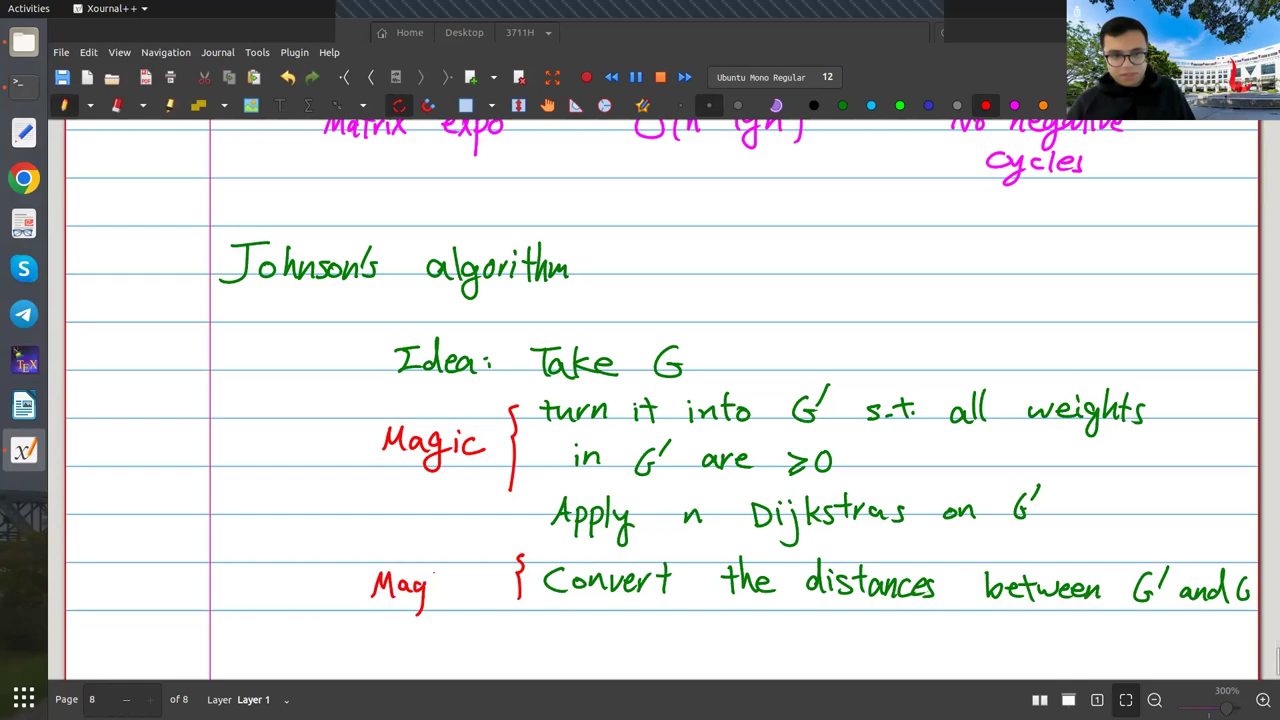 Activities Xournal++
Home Desktop 3711H
File Edit View Navigation Journal Tools Plugin Help
Ubuntu Mono Regular 12
Matrix expo No negative
cycles
Johnson's algorithm
Idea: Take G
turn it into G' s.t. all weights
Magic
in G' are ≥0
Apply n Dijkstras on G'
Mag Convert the distances between G' and G
Page 8 of 8 Layer Layer 1 300%